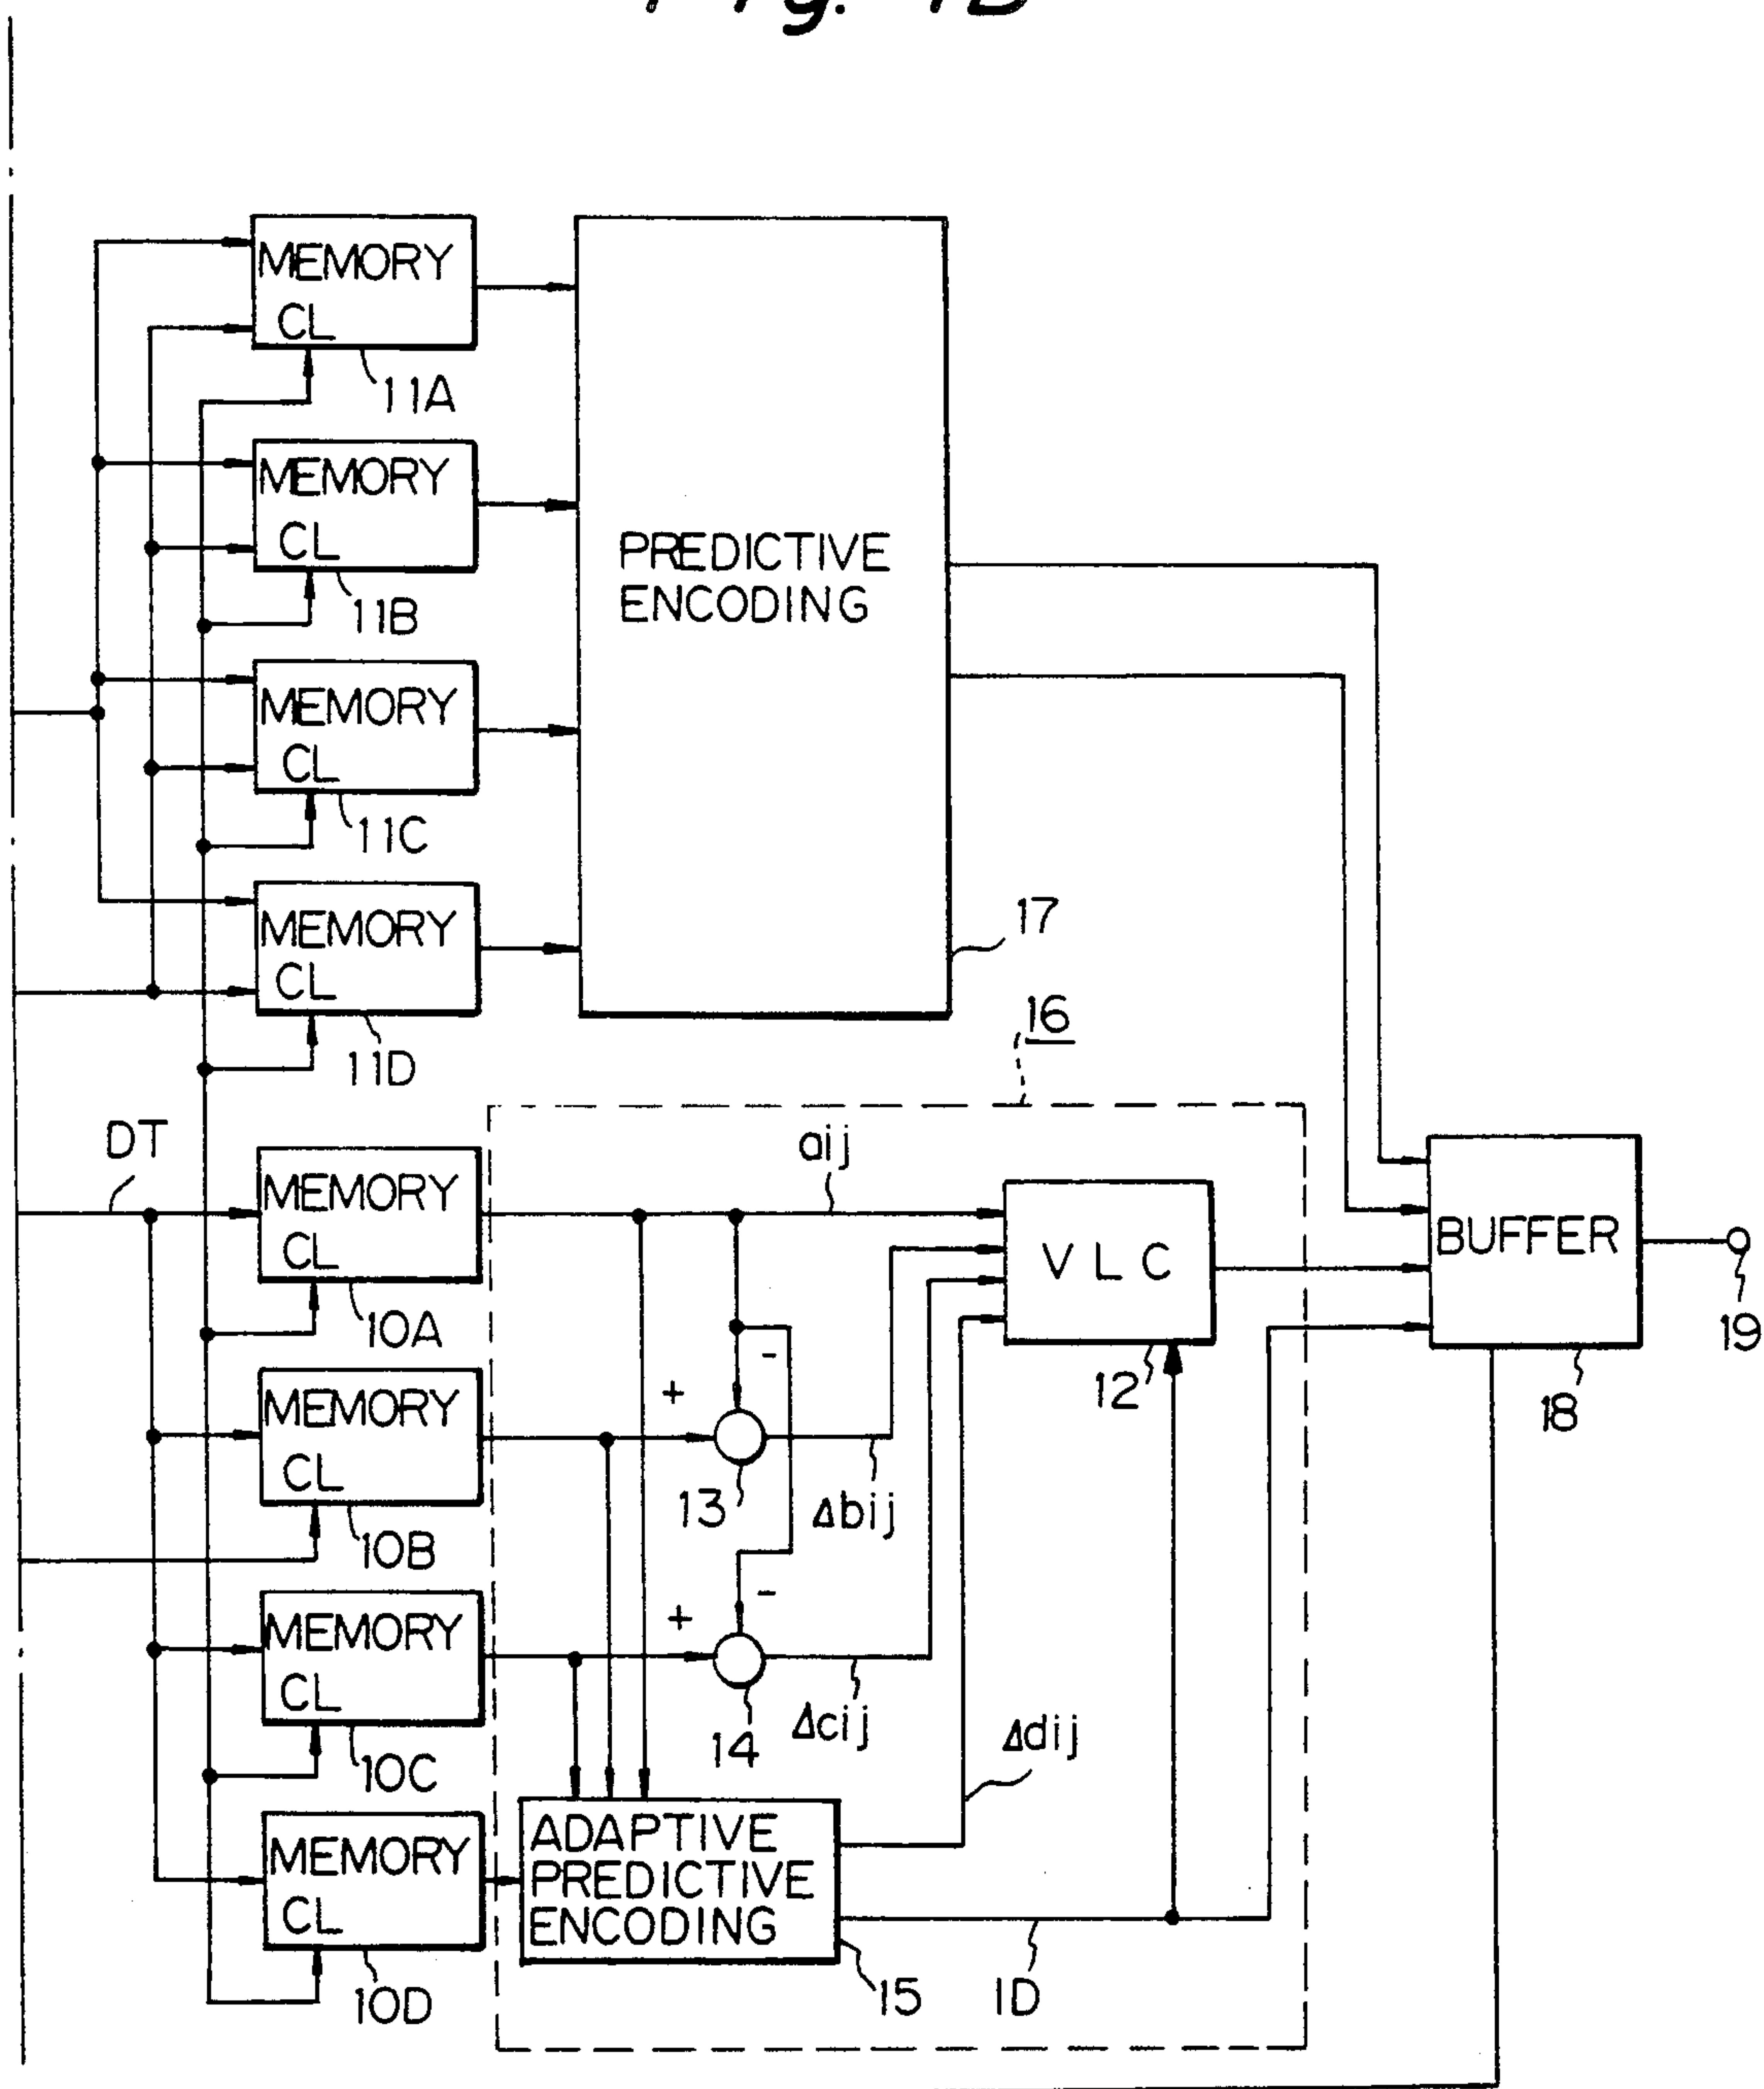 Fig. 1B
MEMORY
CL
11A
MEMORY
CL
11B
MEMORY
CL
11C
MEMORY
CL
11D
PREDICTIVE
ENCODING
17
16
DT
MEMORY
CL
10A
MEMORY
CL
10B
MEMORY
CL
10C
MEMORY
CL
10D
aij
VLC
12
-
+
13
Δbij
-
+
14
Δcij
Δdij
ADAPTIVE
PREDICTIVE
ENCODING
15
ID
BUFFER
18
19